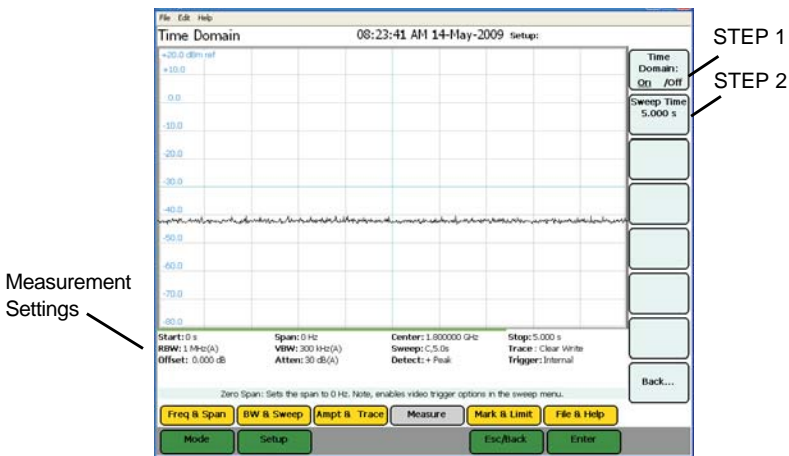 File Edit Help
Time Domain 08:23:41 AM 14-May-2009 Setup:
+20.0 dBm ref
+10.0
0.0
-10.0
-20.0
-30.0
-40.0
-50.0
-60.0
-70.0
-80.0
Time
Domain:
On /Off
STEP 1
Sweep Time
5.000 s
STEP 2
Measurement
Settings
Start: 0 s Span: 0 Hz Center: 1.800000 GHz Stop: 5.000 s
RBW: 1 MHz(A) VBW: 300 kHz(A) Sweep: C,5.0s Trace : Clear Write
Offset: 0.000 dB Atten: 30 dB(A) Detect: + Peak Trigger: Internal
Back...
Zero Span: Sets the span to 0 Hz. Note, enables video trigger options in the sweep menu.
Freq & Span BW & Sweep Ampt & Trace Measure Mark & Limit File & Help
Mode Setup Esc/Back Enter